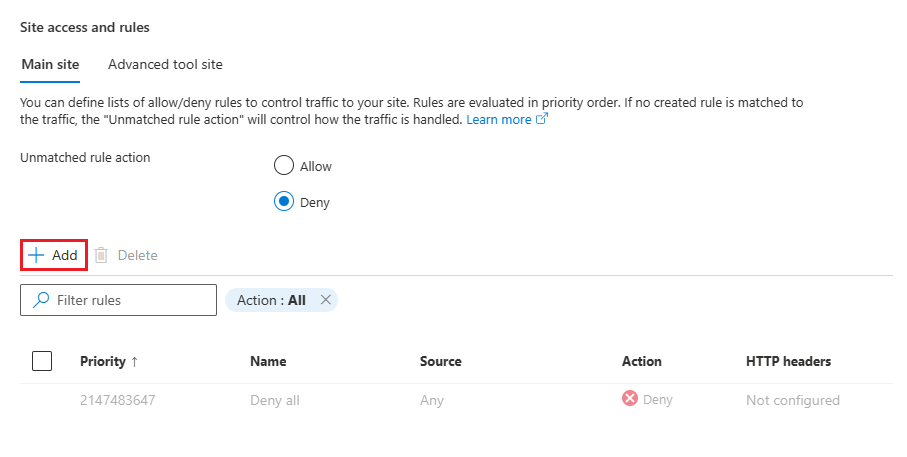 Site access and rules
Main site Advanced tool site
You can define lists of allow/deny rules to control traffic to your site. Rules are evaluated in priority order. If no created rule is matched to
the traffic, the "Unmatched rule action" will control how the traffic is handled. Learn more
Unmatched rule action
Allow
Deny
Add Delete
Filter rules Action : All
Priority ↑ Name Source Action HTTP headers
2147483647 Deny all Any Deny Not configured